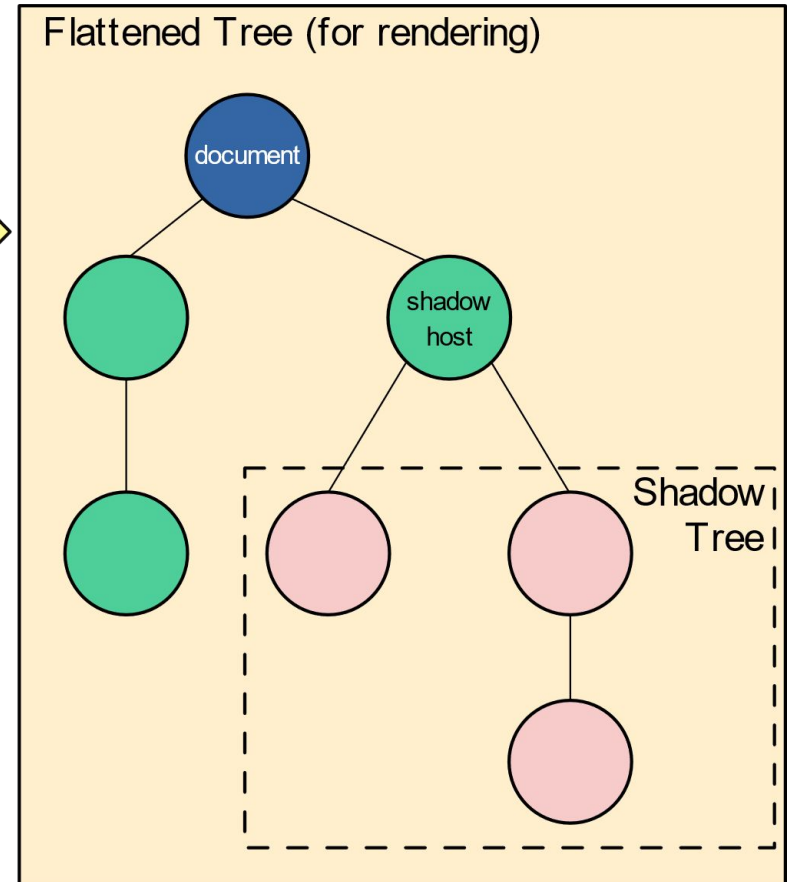 Flattened Tree (for rendering)
document
shadow
host
Shadow
Tree